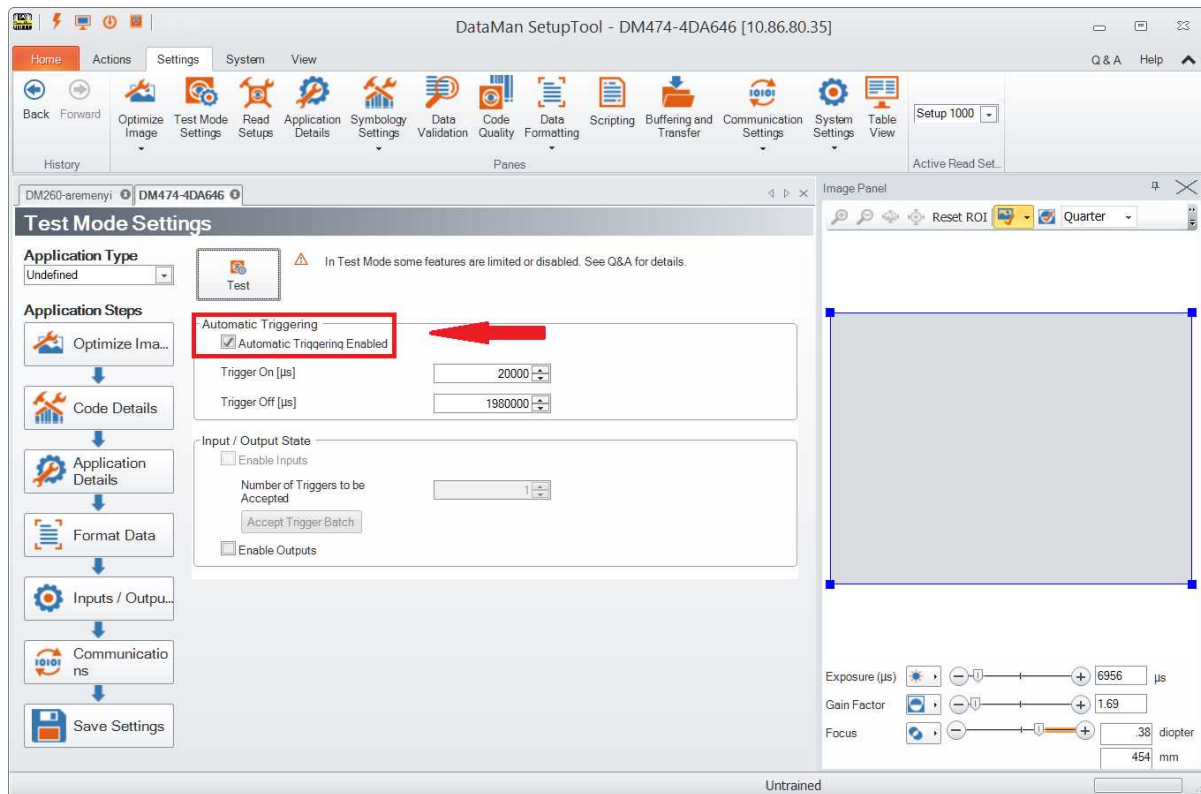 DataMan SetupTool - DM474-4DA646 [10.86.80.35]
Home Actions Settings System View Q&A Help
Back Forward
Optimize Image
Test Mode Settings
Read Setups
Application Details
Symbology Settings
Data Validation
Code Quality
Data Formatting
Scripting
Buffering and Transfer
Communication Settings
System Settings
Table View
Setup 1000
History Panes Active Read Set...
DM260-aremenyi DM474-4DA646
Test Mode Settings
Application Type
Undefined
Application Steps
Optimize Ima...
Code Details
Application
Details
Format Data
Inputs / Outpu...
Communicatio
ns
Save Settings
Test
In Test Mode some features are limited or disabled. See Q&A for details.
Automatic Triggering
Automatic Triggering Enabled
Trigger On [µs] 20000
Trigger Off [µs] 1980000
Input / Output State
Enable Inputs
Number of Triggers to be
Accepted
1
Accept Trigger Batch
Enable Outputs
Image Panel
Reset ROI Quarter
Exposure (µs) 6956 µs
Gain Factor 1.69
Focus .38 diopter
454 mm
Untrained